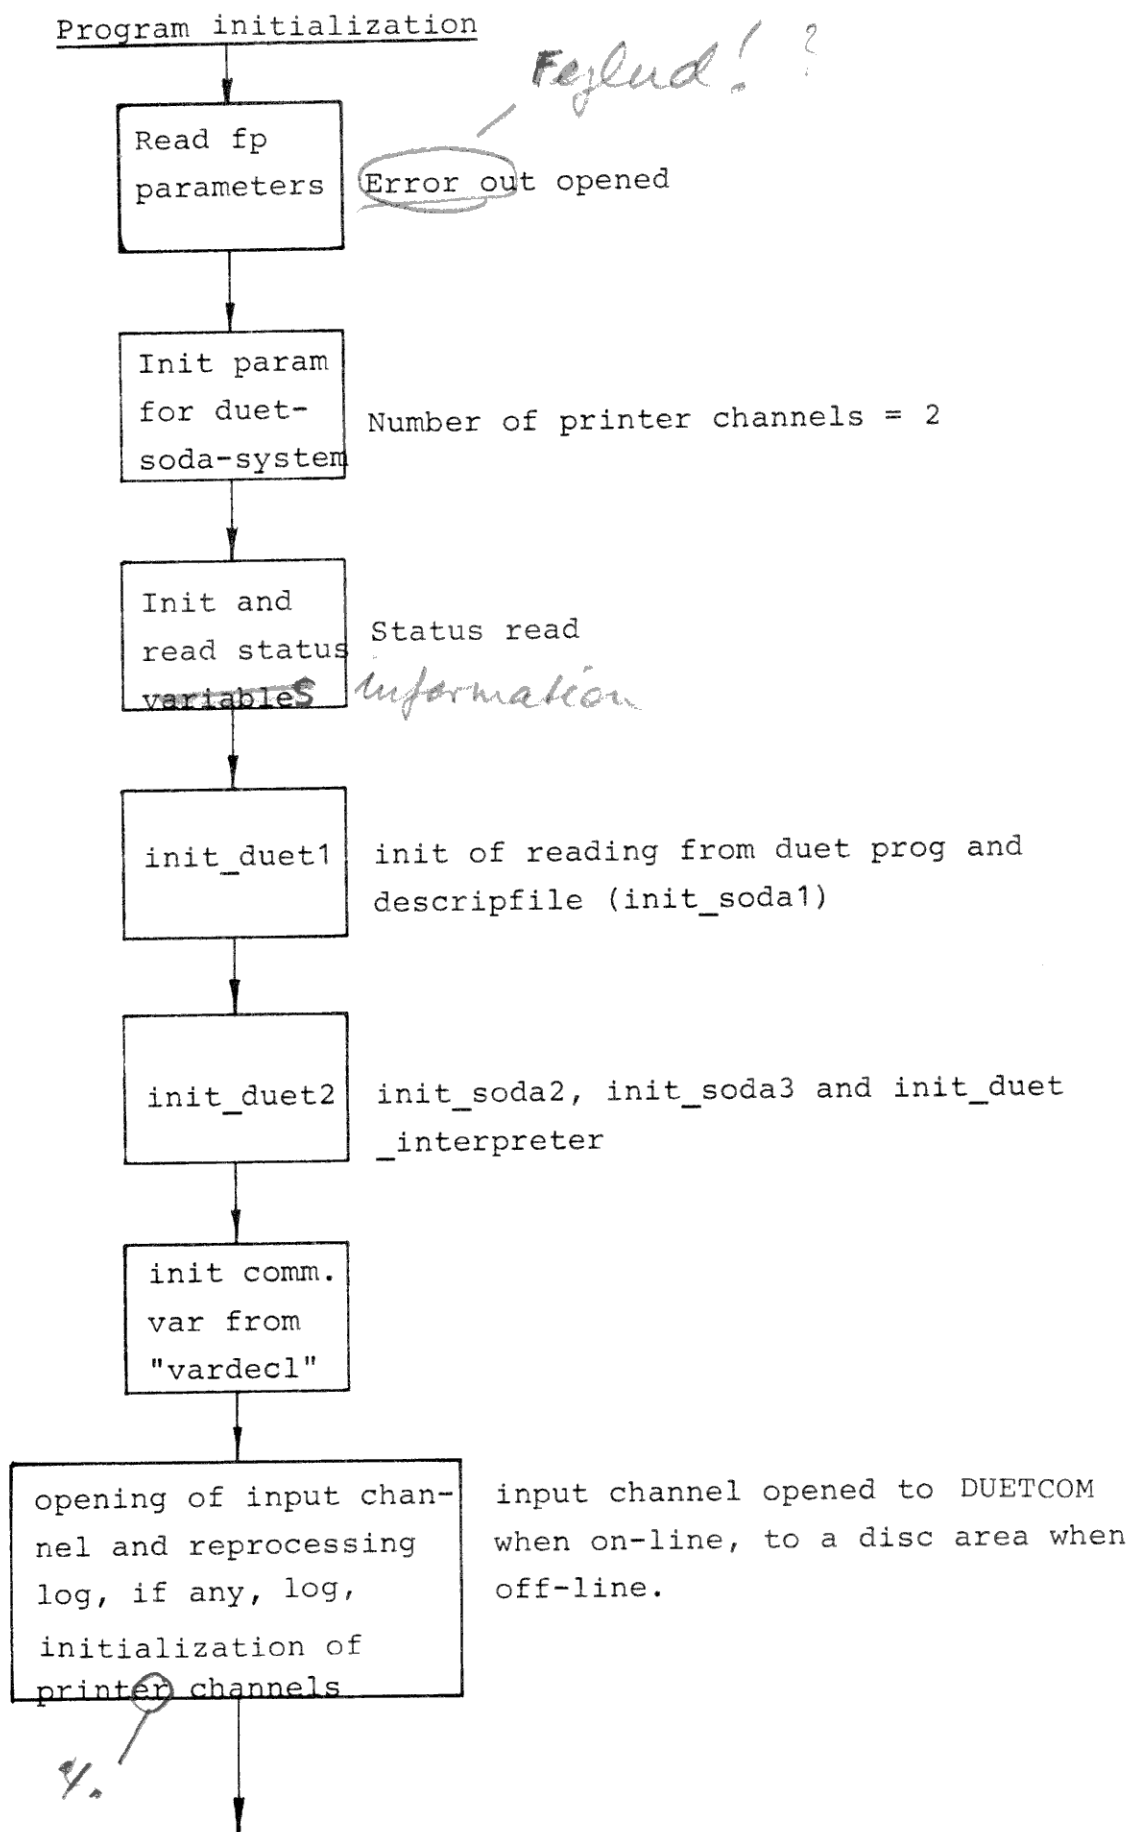 Program initialization
Read fp
parameters
Error out opened
Init param
for duet-
soda-system
Number of printer channels = 2
Init and
read status
variables
information
Status read
init_duet1
init of reading from duet prog and
descripfile (init_soda1)
init_duet2
init_soda2, init_soda3 and init_duet
_interpreter
init comm.
var from
"vardecl"
opening of input chan-
nel and reprocessing
log, if any, log,
initialization of
printer channels
input channel opened to DUETCOM
when on-line, to a disc area when
off-line.